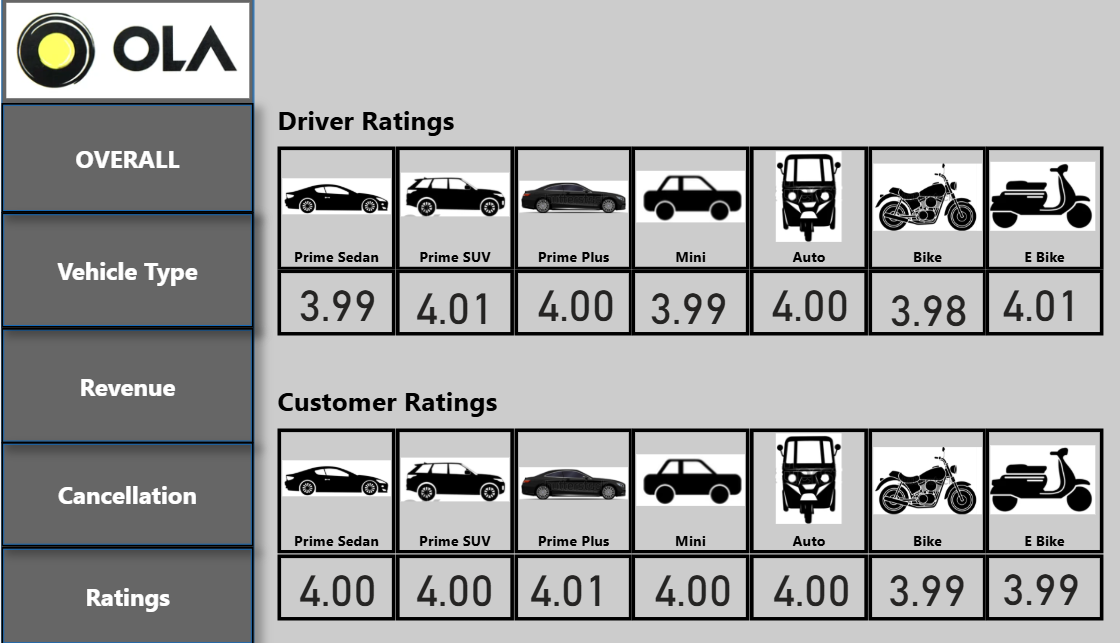 OLA
OVERALL
Vehicle Type
Revenue
Cancellation
Ratings
Driver Ratings
Prime Sedan Prime SUV Prime Plus Mini Auto Bike E Bike
3.99 4.01 4.00 3.99 4.00 3.98 4.01
Customer Ratings
Prime Sedan Prime SUV Prime Plus Mini Auto Bike E Bike
4.00 4.00 4.01 4.00 4.00 3.99 3.99